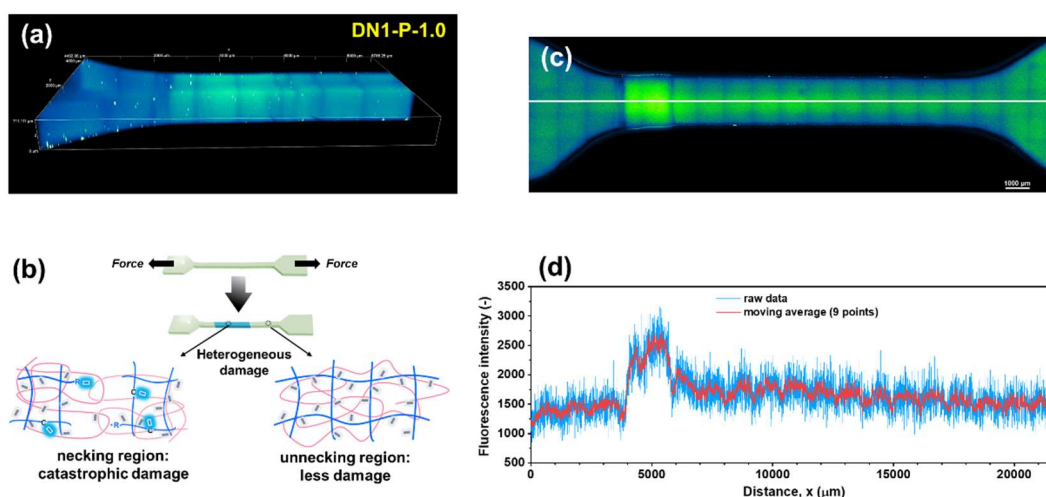 (a)
DN1-P-1.0
(c)
1000 μm
(b)
Force
Force
Heterogeneous
damage
R
C
C
R
C
necking region:
catastrophic damage
unnecking region:
less damage
(d)
raw data
moving average (9 points)
Fluorescence intensity (-)
3500
3000
2500
2000
1500
1000
500
0
5000
10000
15000
20000
Distance, x (μm)